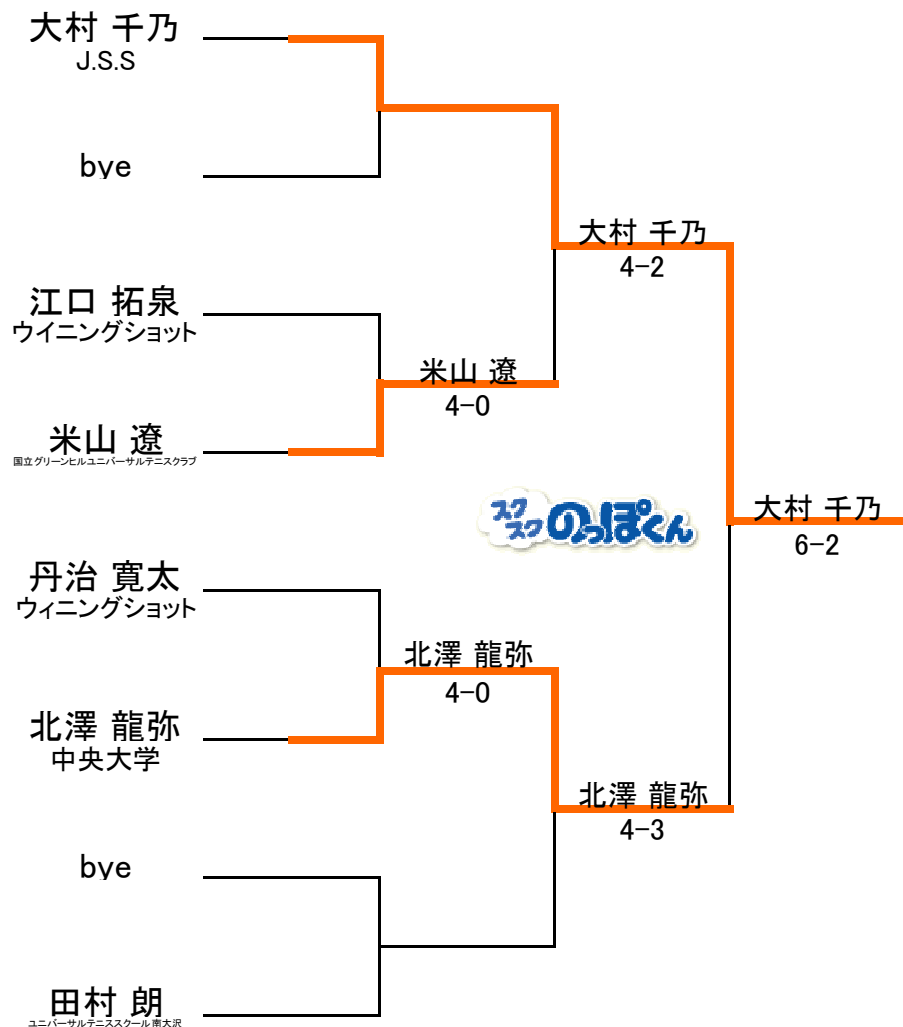 大村 千乃
J.S.S
bye
大村 千乃
4-2
江口 拓泉
ウイニングショット
米山 遼
4-0
米山 遼
国立グリーンヒルユニバーサルテニスクラブ
スク
スク のっぽくん
大村 千乃
6-2
丹治 寛太
ウィニングショット
北澤 龍弥
4-0
北澤 龍弥
中央大学
北澤 龍弥
4-3
bye
田村 朗
ユニバーサルテニススクール南大沢